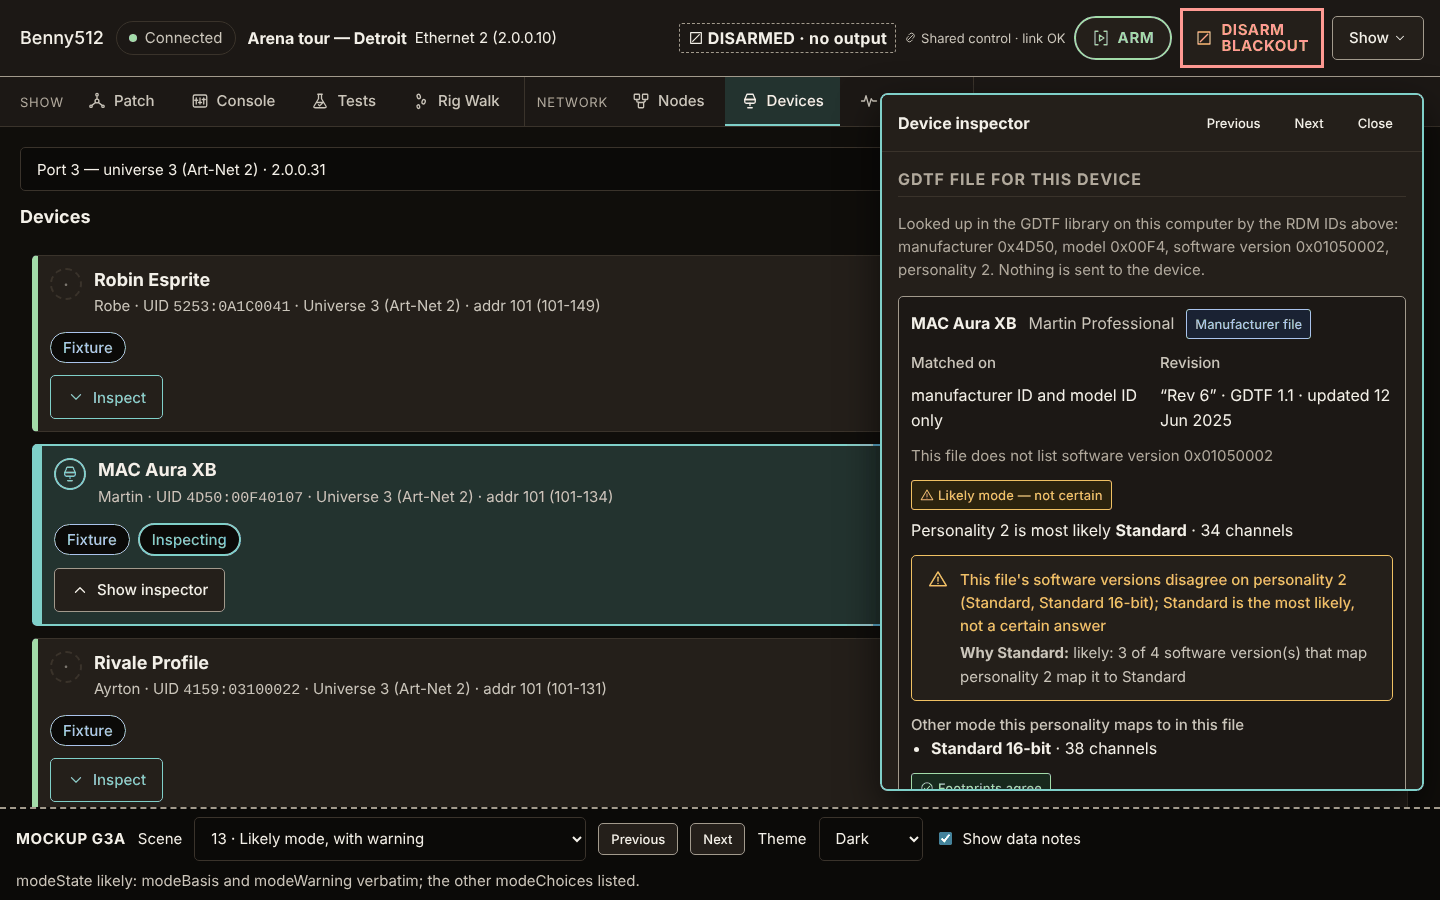 Benny512 Connected Arena tour — Detroit Ethernet 2 (2.0.0.10) DISARMED · no output Shared control · link OK ARM DISARM BLACKOUT Show
SHOW Patch Console Tests Rig Walk NETWORK Nodes Devices
Port 3 — universe 3 (Art-Net 2) · 2.0.0.31
Devices
Robin Esprite
Robe · UID 5253:0A1C0041 · Universe 3 (Art-Net 2) · addr 101 (101-149)
Fixture
Inspect
MAC Aura XB
Martin · UID 4D50:00F40107 · Universe 3 (Art-Net 2) · addr 101 (101-134)
Fixture Inspecting
Show inspector
Rivale Profile
Ayrton · UID 4159:03100022 · Universe 3 (Art-Net 2) · addr 101 (101-131)
Fixture
Inspect
Device inspector Previous Next Close
GDTF FILE FOR THIS DEVICE
Looked up in the GDTF library on this computer by the RDM IDs above:
manufacturer 0x4D50, model 0x00F4, software version 0x01050002,
personality 2. Nothing is sent to the device.
MAC Aura XB Martin Professional Manufacturer file
Matched on Revision
manufacturer ID and model ID “Rev 6” · GDTF 1.1 · updated 12
only Jun 2025
This file does not list software version 0x01050002
Likely mode — not certain
Personality 2 is most likely Standard · 34 channels
This file's software versions disagree on personality 2
(Standard, Standard 16-bit); Standard is the most likely,
not a certain answer
Why Standard: likely: 3 of 4 software version(s) that map
personality 2 map it to Standard
Other mode this personality maps to in this file
• Standard 16-bit · 38 channels
Footprints agree
MOCKUP G3A Scene 13 · Likely mode, with warning Previous Next Theme Dark Show data notes
modeState likely: modeBasis and modeWarning verbatim; the other modeChoices listed.